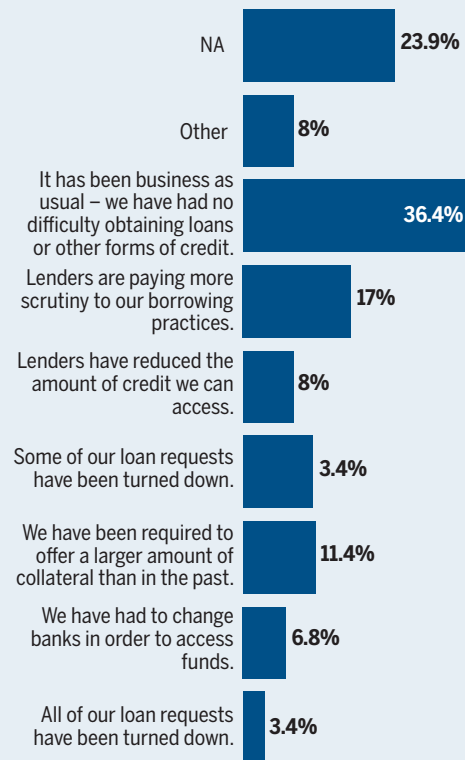 NA
23.9%
Other
8%
It has been business as
usual – we have had no
difficulty obtaining loans
or other forms of credit.
36.4%
Lenders are paying more
scrutiny to our borrowing
practices.
17%
Lenders have reduced the
amount of credit we can
access.
8%
Some of our loan requests
have been turned down.
3.4%
We have been required to
offer a larger amount of
collateral than in the past.
11.4%
We have had to change
banks in order to access
funds.
6.8%
All of our loan requests
have been turned down.
3.4%